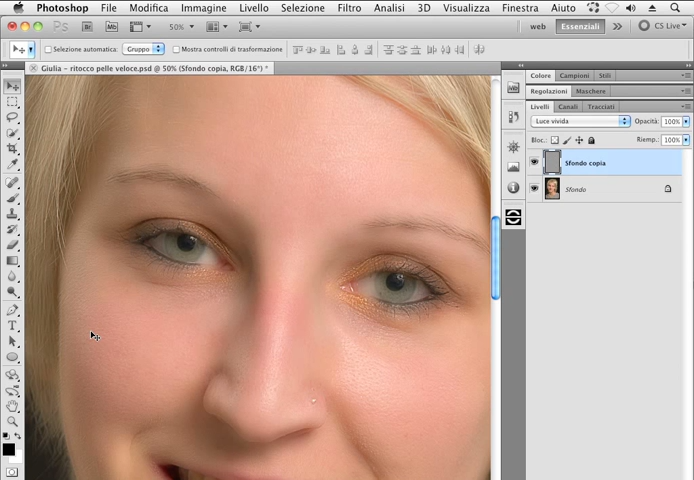 Photoshop File Modifica Immagine Livello Selezione Filtro Analisi 3D Visualizza Finestra Aiuto
Ps 50% web Essenziali CS Live
Selezione automatica: Gruppo Mostra controlli di trasformazione
Giulia - ritocco pelle veloce.psd @ 50% (Sfondo copia, RGB/16*) *
Colore Campioni Stili
Regolazioni Maschere
Livelli Canali Tracciati
Luce vivida Opacità: 100%
Bloc.: Riemp.: 100%
Sfondo copia
Sfondo